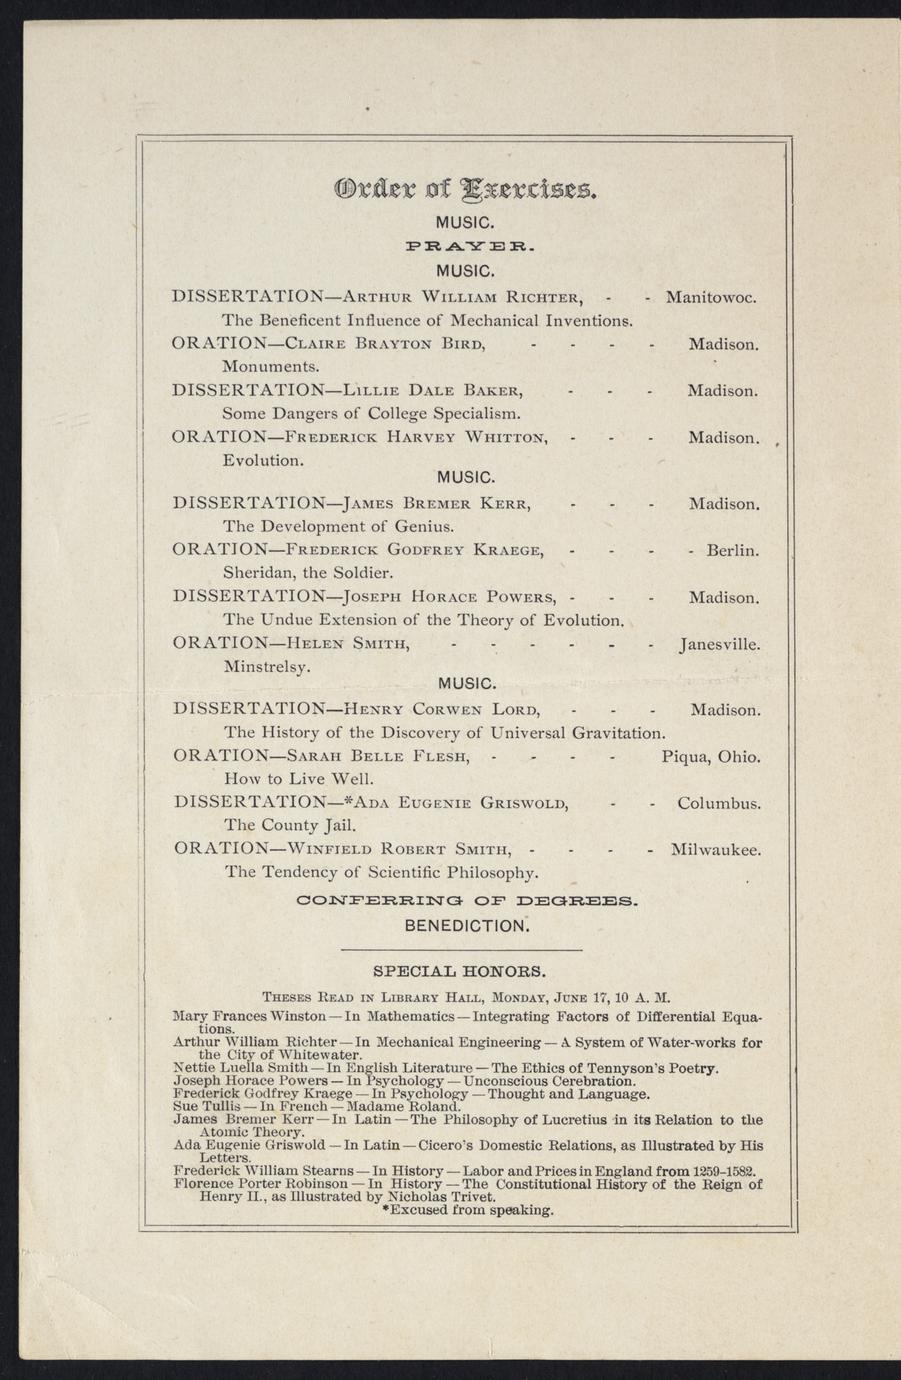 Order of Exercises.
MUSIC.
PRAYER.
MUSIC.
DISSERTATION—ARTHUR WILLIAM RICHTER, - - Manitowoc.
The Beneficent Influence of Mechanical Inventions.
ORATION—CLAIRE BRAYTON BIRD, - - - - Madison.
Monuments.
DISSERTATION—LILLIE DALE BAKER, - - - Madison.
Some Dangers of College Specialism.
ORATION—FREDERICK HARVEY WHITTON, - - - Madison.
Evolution.
MUSIC.
DISSERTATION—JAMES BREMER KERR, - - - Madison.
The Development of Genius.
ORATION—FREDERICK GODFREY KRAEGE, - - - - Berlin.
Sheridan, the Soldier.
DISSERTATION—JOSEPH HORACE POWERS, - - - Madison.
The Undue Extension of the Theory of Evolution.
ORATION—HELEN SMITH, - - - - - - Janesville.
Minstrelsy.
MUSIC.
DISSERTATION—HENRY CORWEN LORD, - - - Madison.
The History of the Discovery of Universal Gravitation.
ORATION—SARAH BELLE FLESH, - - - - Piqua, Ohio.
How to Live Well.
DISSERTATION—*ADA EUGENIE GRISWOLD, - - Columbus.
The County Jail.
ORATION—WINFIELD ROBERT SMITH, - - - - Milwaukee.
The Tendency of Scientific Philosophy.
CONFERRING OF DEGREES.
BENEDICTION.
SPECIAL HONORS.
THESES READ IN LIBRARY HALL, MONDAY, JUNE 17, 10 A. M.
Mary Frances Winston—In Mathematics—Integrating Factors of Differential Equa-
tions.
Arthur William Richter—In Mechanical Engineering—A System of Water-works for
the City of Whitewater.
Nettie Luella Smith—In English Literature—The Ethics of Tennyson's Poetry.
Joseph Horace Powers—In Psychology—Unconscious Cerebration.
Frederick Godfrey Kraege—In Psychology—Thought and Language.
Sue Tullis—In French—Madame Roland.
James Bremer Kerr—In Latin—The Philosophy of Lucretius in its Relation to the
Atomic Theory.
Ada Eugenie Griswold—In Latin—Cicero's Domestic Relations, as Illustrated by His
Letters.
Frederick William Stearns—In History—Labor and Prices in England from 1259-1582.
Florence Porter Robinson—In History—The Constitutional History of the Reign of
Henry II., as Illustrated by Nicholas Trivet.
*Excused from speaking.